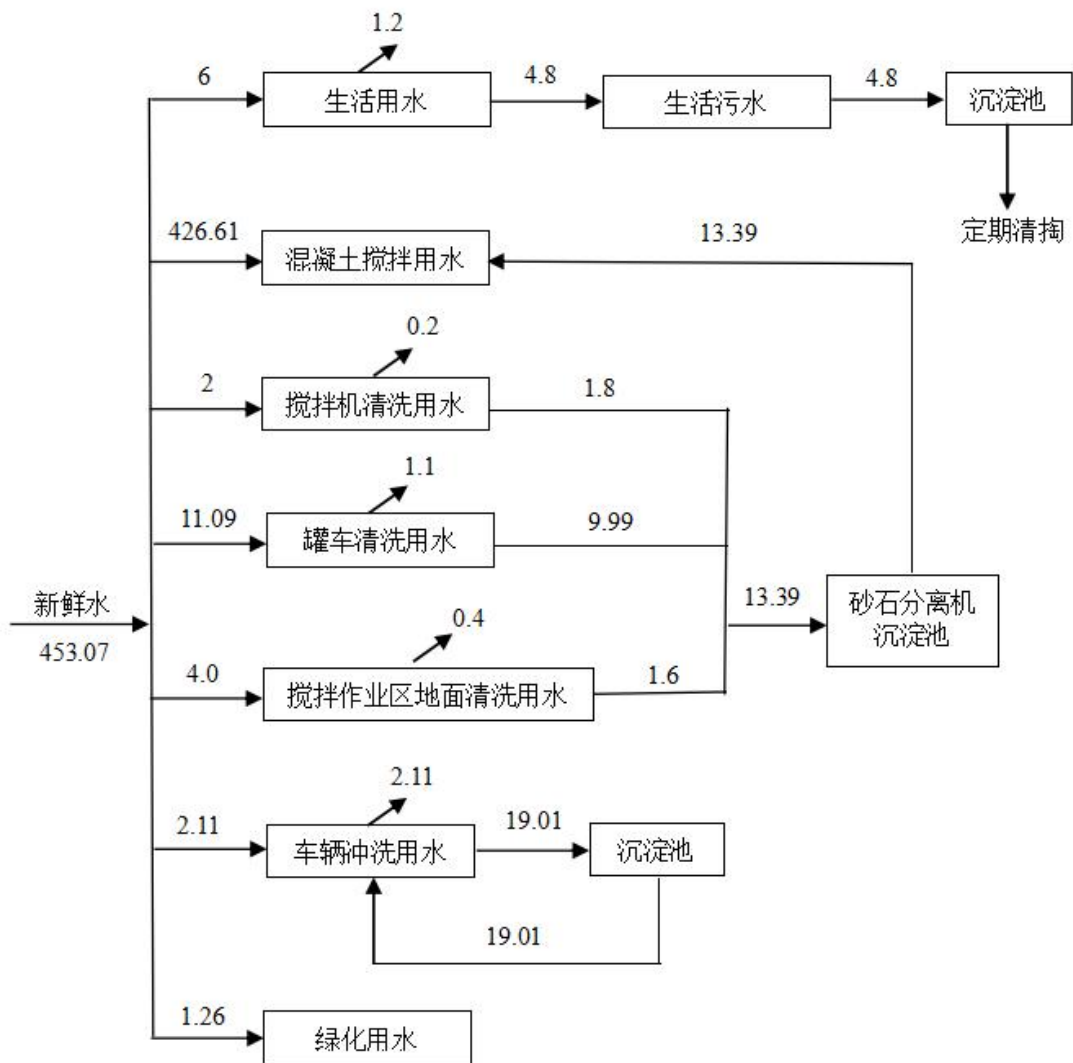 1.2
6
生活用水
4.8
生活污水
4.8
沉淀池
定期清掏
426.61
混凝土搅拌用水
13.39
0.2
2
搅拌机清洗用水
1.8
1.1
11.09
罐车清洗用水
9.99
新鲜水
453.07
13.39
砂石分离机
沉淀池
0.4
4.0
搅拌作业区地面清洗用水
1.6
2.11
2.11
车辆冲洗用水
19.01
沉淀池
19.01
1.26
绿化用水